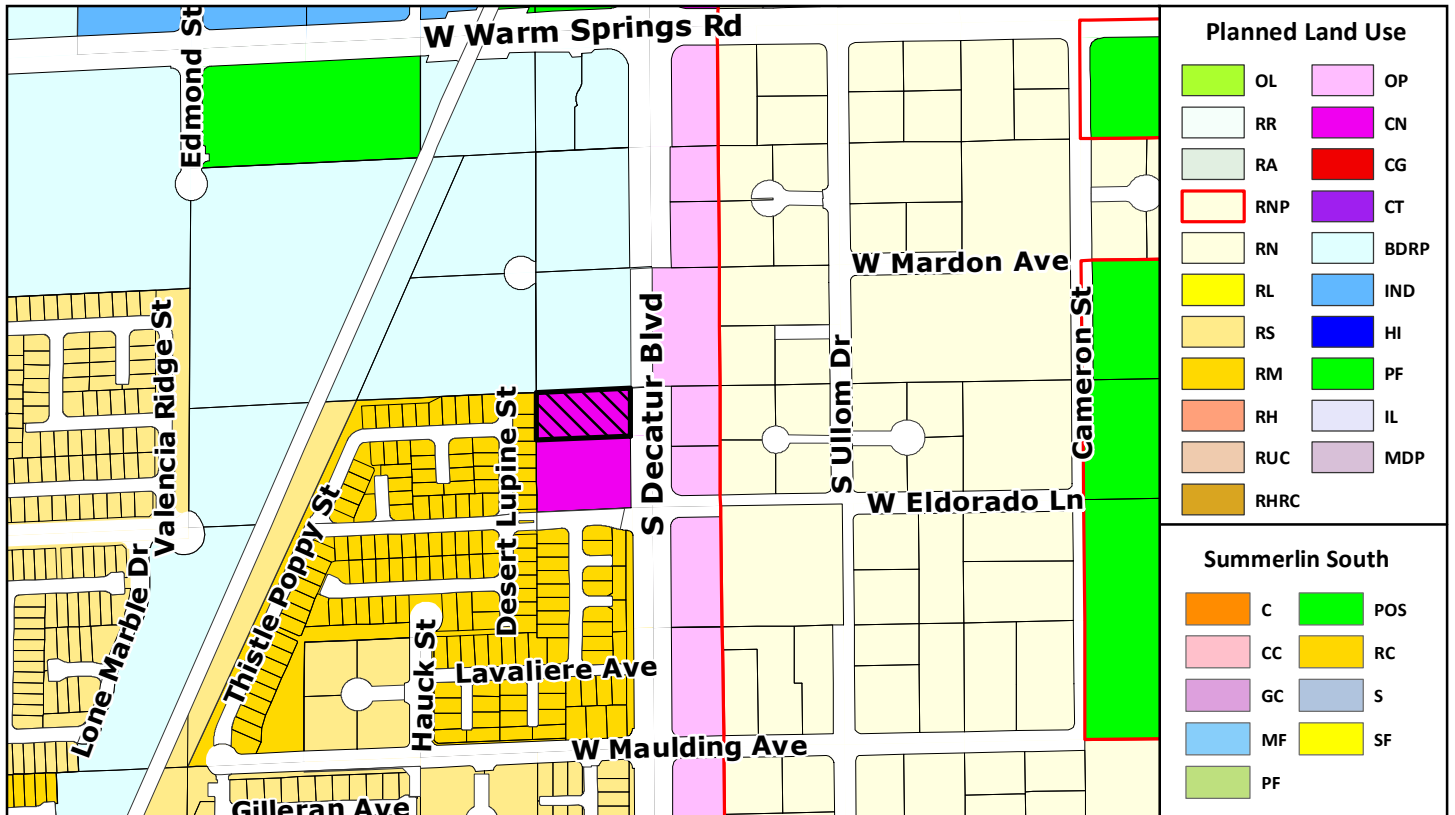 W Warm Springs Rd
Edmond St
W Mardon Ave
S Decatur Blvd
S Ullom Dr
Cameron St
Valencia Ridge St
Desert Lupine St
W Eldorado Ln
Thistle Poppy St
Lone Marble Dr
Hauck St
Lavaliere Ave
W Maulding Ave
Gilleran Ave
Planned Land Use
OL
RR
RA
RNP
RN
RL
RS
RM
RH
RUC
RHRC
OP
CN
CG
CT
BDRP
IND
HI
PF
IL
MDP
Summerlin South
C
CC
GC
MF
PF
POS
RC
S
SF